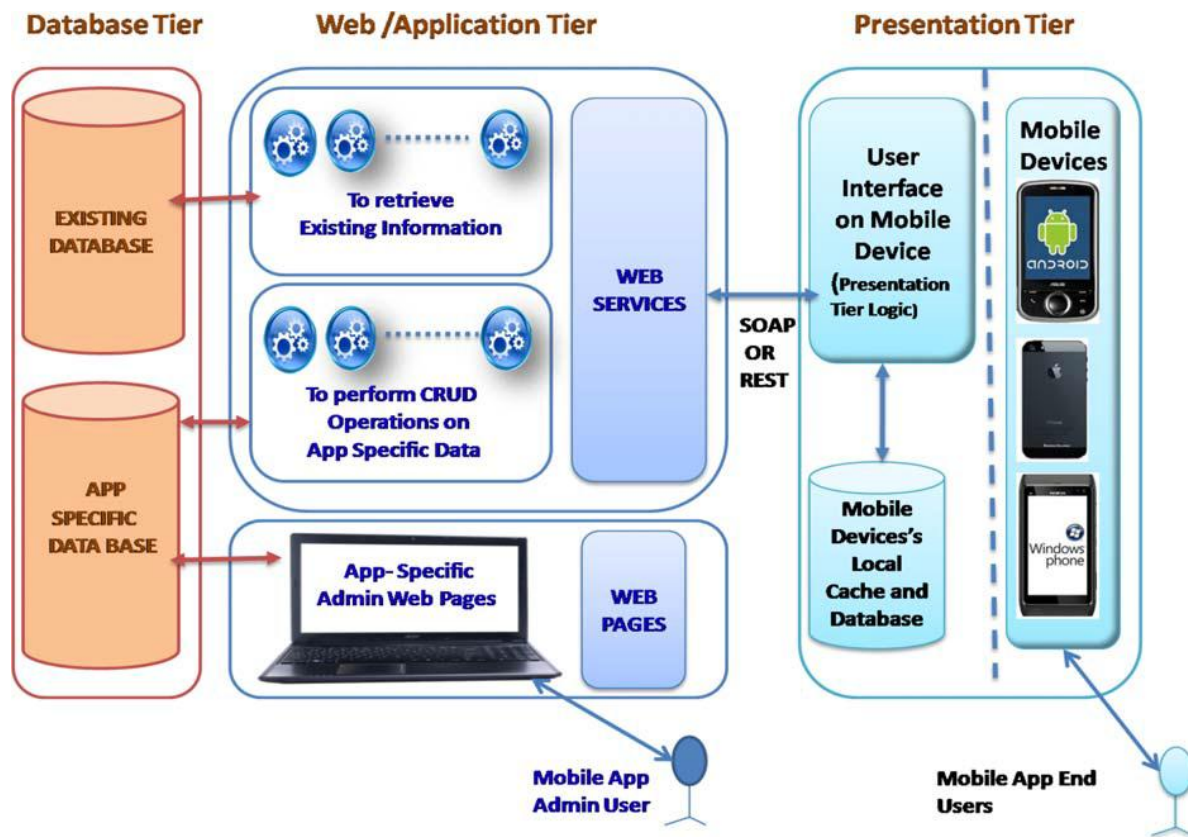 Database Tier
Web /Application Tier
Presentation Tier
EXISTING
DATABASE
APP
SPECIFIC
DATA BASE
To retrieve
Existing Information
To perform CRUD
Operations on
App Specific Data
WEB
SERVICES
App- Specific
Admin Web Pages
WEB
PAGES
SOAP
OR
REST
User
Interface
on Mobile
Device
(Presentation
Tier Logic)
Mobile
Devices's
Local
Cache and
Database
Mobile
Devices
ANDROID
Windows
phone
Mobile App
Admin User
Mobile App End
Users